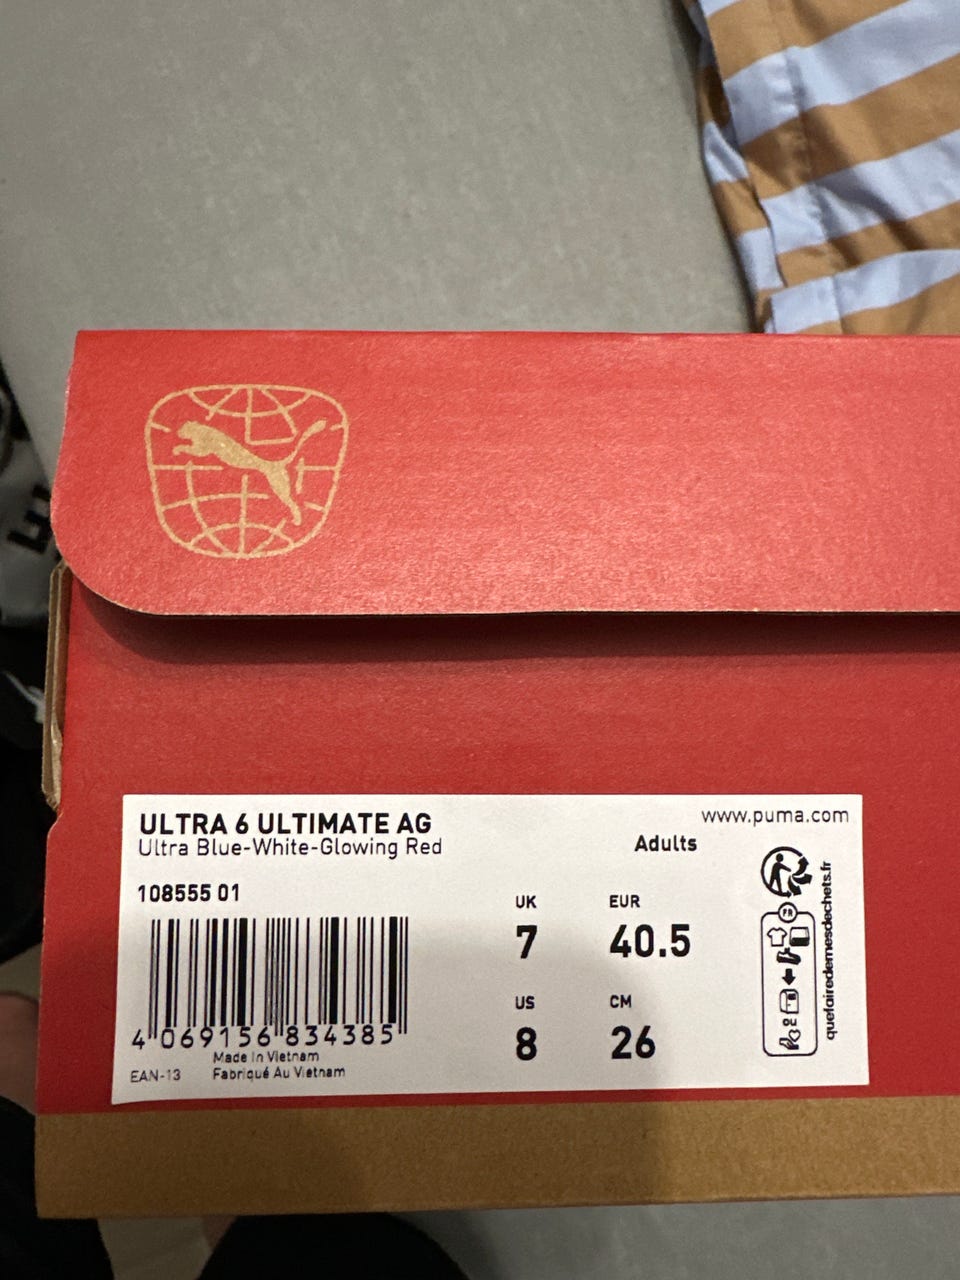 ULTRA 6 ULTIMATE AG
Ultra Blue-White-Glowing Red
www.puma.com
Adults
108555 01
UK
7
EUR
40.5
US
8
CM
26
4 069156 834385
Made In Vietnam
EAN-13 Fabriqué Au Vietnam
FR
quefairedemesdechets.fr